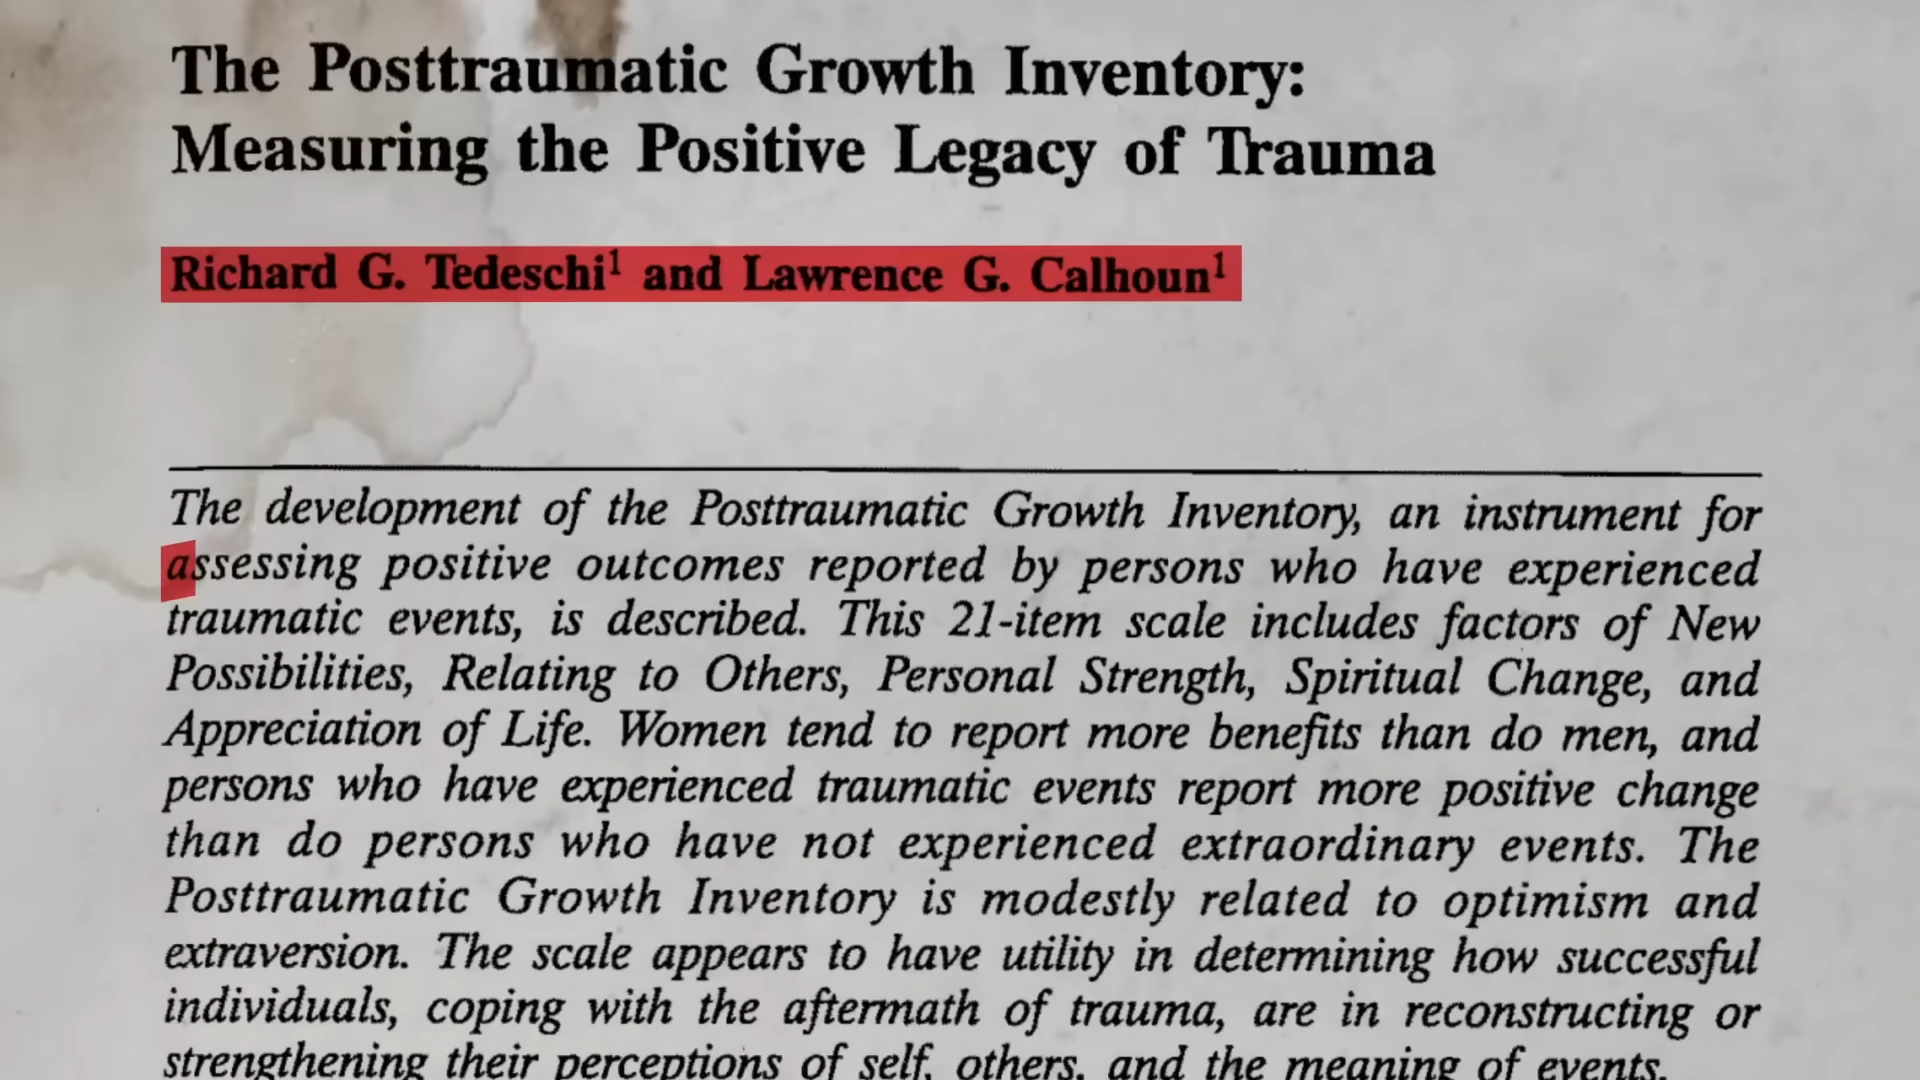 The Posttraumatic Growth Inventory:
Measuring the Positive Legacy of Trauma
Richard G. Tedeschi¹ and Lawrence G. Calhoun¹
The development of the Posttraumatic Growth Inventory, an instrument for
assessing positive outcomes reported by persons who have experienced
traumatic events, is described. This 21-item scale includes factors of New
Possibilities, Relating to Others, Personal Strength, Spiritual Change, and
Appreciation of Life. Women tend to report more benefits than do men, and
persons who have experienced traumatic events report more positive change
than do persons who have not experienced extraordinary events. The
Posttraumatic Growth Inventory is modestly related to optimism and
extraversion. The scale appears to have utility in determining how successful
individuals, coping with the aftermath of trauma, are in reconstructing or
strengthening their perceptions of self, others, and the meaning of events.